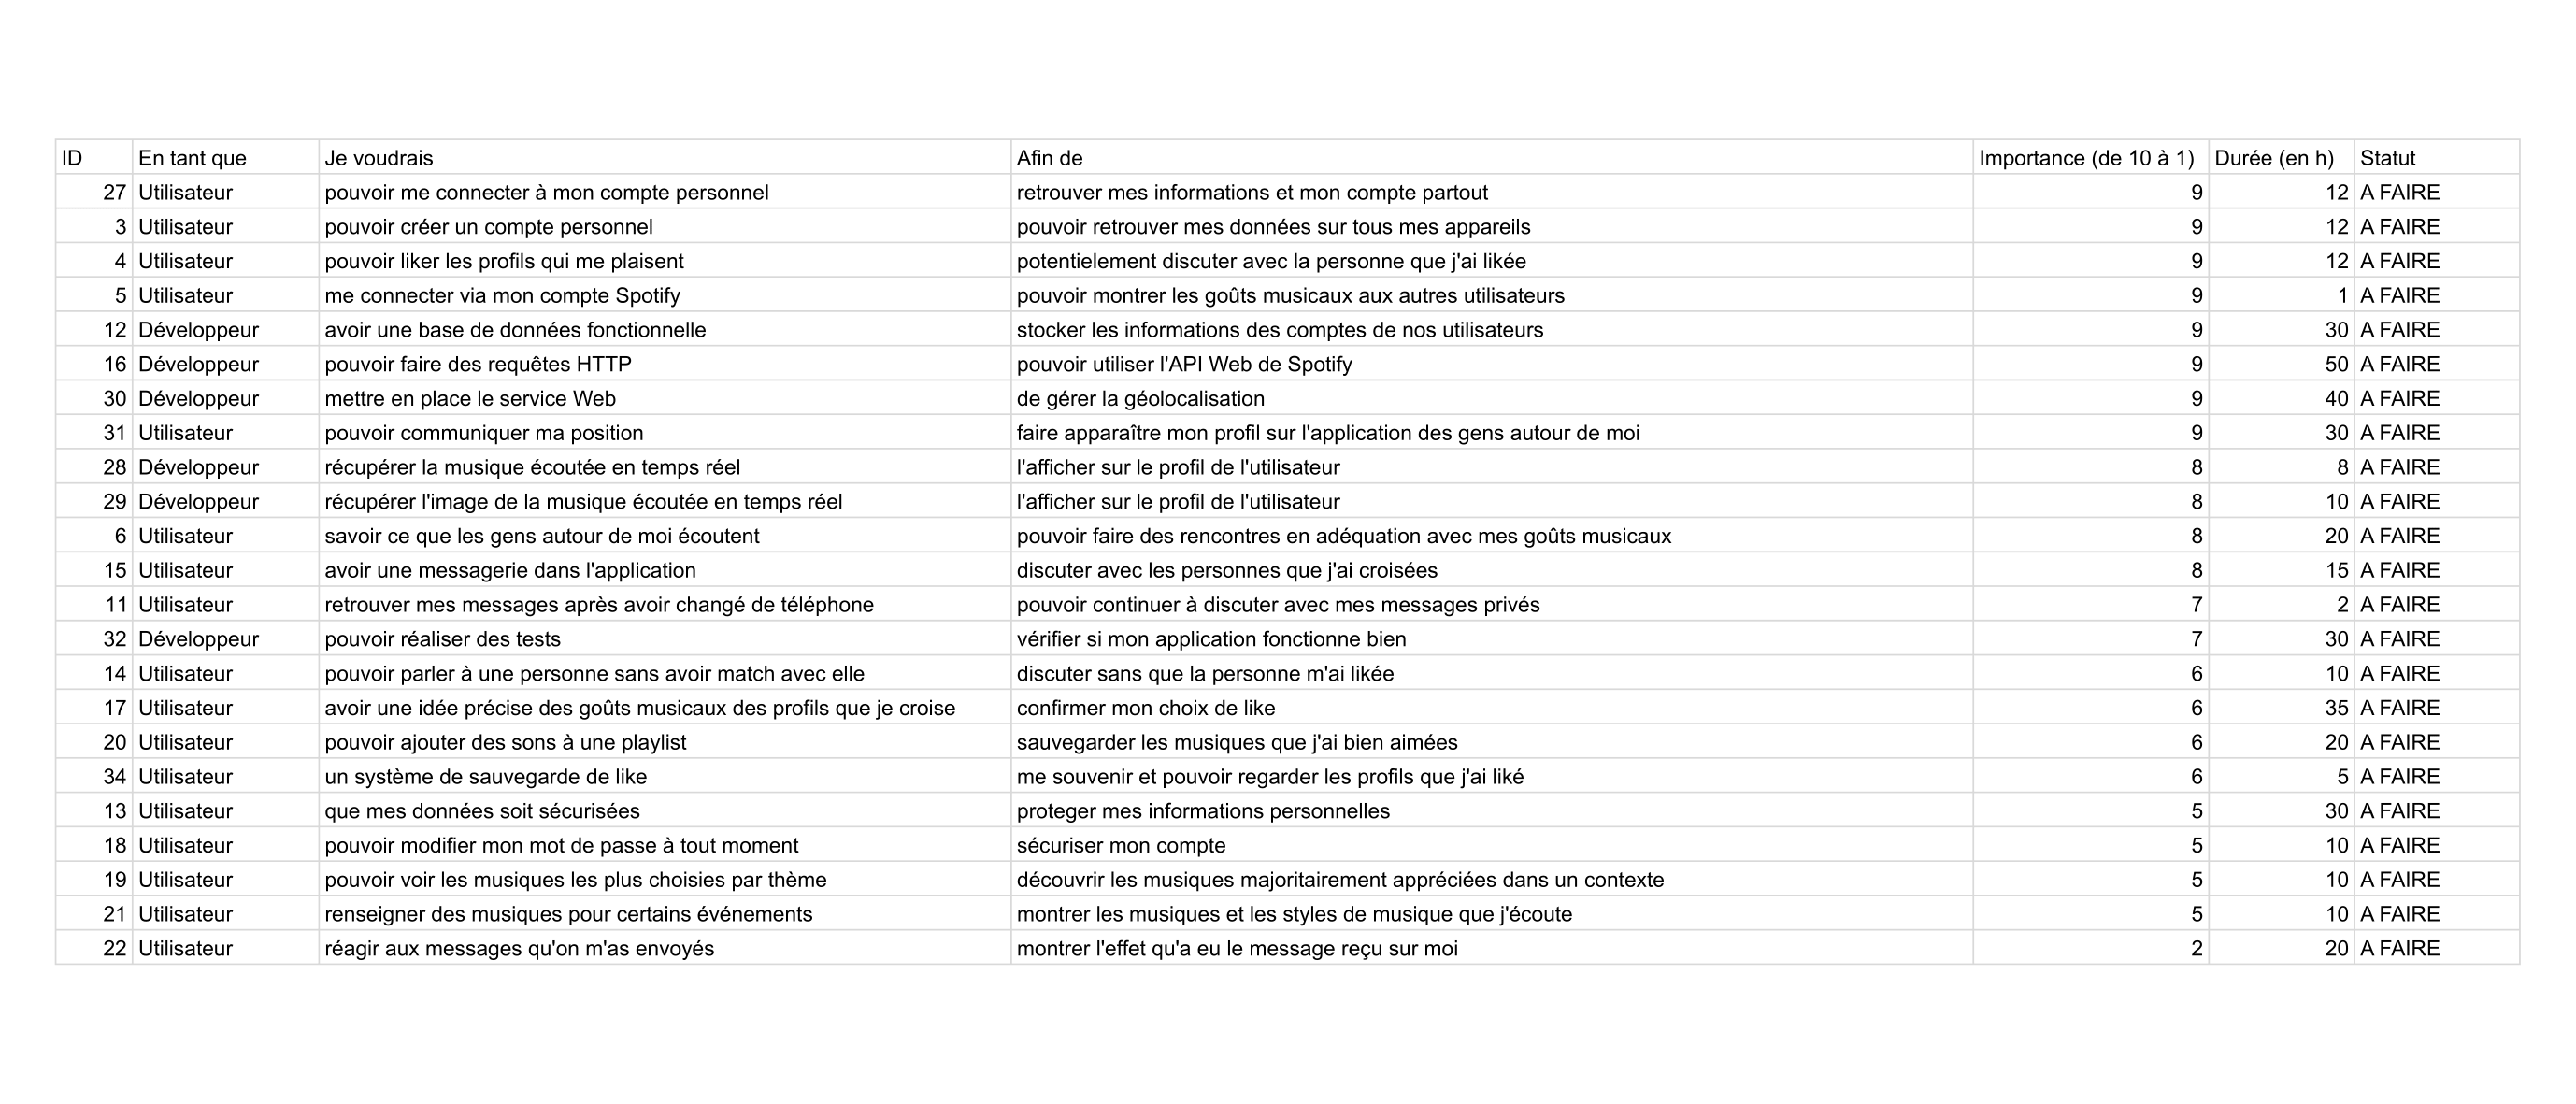 ID En tant que Je voudrais Afin de Importance (de 10 à 1) Durée (en h) Statut
27 Utilisateur pouvoir me connecter à mon compte personnel retrouver mes informations et mon compte partout 9 12 A FAIRE
3 Utilisateur pouvoir créer un compte personnel pouvoir retrouver mes données sur tous mes appareils 9 12 A FAIRE
4 Utilisateur pouvoir liker les profils qui me plaisent potentielement discuter avec la personne que j'ai likée 9 12 A FAIRE
5 Utilisateur me connecter via mon compte Spotify pouvoir montrer les goûts musicaux aux autres utilisateurs 9 1 A FAIRE
12 Développeur avoir une base de données fonctionnelle stocker les informations des comptes de nos utilisateurs 9 30 A FAIRE
16 Développeur pouvoir faire des requêtes HTTP pouvoir utiliser l'API Web de Spotify 9 50 A FAIRE
30 Développeur mettre en place le service Web de gérer la géolocalisation 9 40 A FAIRE
31 Utilisateur pouvoir communiquer ma position faire apparaître mon profil sur l'application des gens autour de moi 9 30 A FAIRE
28 Développeur récupérer la musique écoutée en temps réel l'afficher sur le profil de l'utilisateur 8 8 A FAIRE
29 Développeur récupérer l'image de la musique écoutée en temps réel l'afficher sur le profil de l'utilisateur 8 10 A FAIRE
6 Utilisateur savoir ce que les gens autour de moi écoutent pouvoir faire des rencontres en adéquation avec mes goûts musicaux 8 20 A FAIRE
15 Utilisateur avoir une messagerie dans l'application discuter avec les personnes que j'ai croisées 8 15 A FAIRE
11 Utilisateur retrouver mes messages après avoir changé de téléphone pouvoir continuer à discuter avec mes messages privés 7 2 A FAIRE
32 Développeur pouvoir réaliser des tests vérifier si mon application fonctionne bien 7 30 A FAIRE
14 Utilisateur pouvoir parler à une personne sans avoir match avec elle discuter sans que la personne m'ai likée 6 10 A FAIRE
17 Utilisateur avoir une idée précise des goûts musicaux des profils que je croise confirmer mon choix de like 6 35 A FAIRE
20 Utilisateur pouvoir ajouter des sons à une playlist sauvegarder les musiques que j'ai bien aimées 6 20 A FAIRE
34 Utilisateur un système de sauvegarde de like me souvenir et pouvoir regarder les profils que j'ai liké 6 5 A FAIRE
13 Utilisateur que mes données soit sécurisées proteger mes informations personnelles 5 30 A FAIRE
18 Utilisateur pouvoir modifier mon mot de passe à tout moment sécuriser mon compte 5 10 A FAIRE
19 Utilisateur pouvoir voir les musiques les plus choisies par thème découvrir les musiques majoritairement appréciées dans un contexte 5 10 A FAIRE
21 Utilisateur renseigner des musiques pour certains événements montrer les musiques et les styles de musique que j'écoute 5 10 A FAIRE
22 Utilisateur réagir aux messages qu'on m'as envoyés montrer l'effet qu'a eu le message reçu sur moi 2 20 A FAIRE